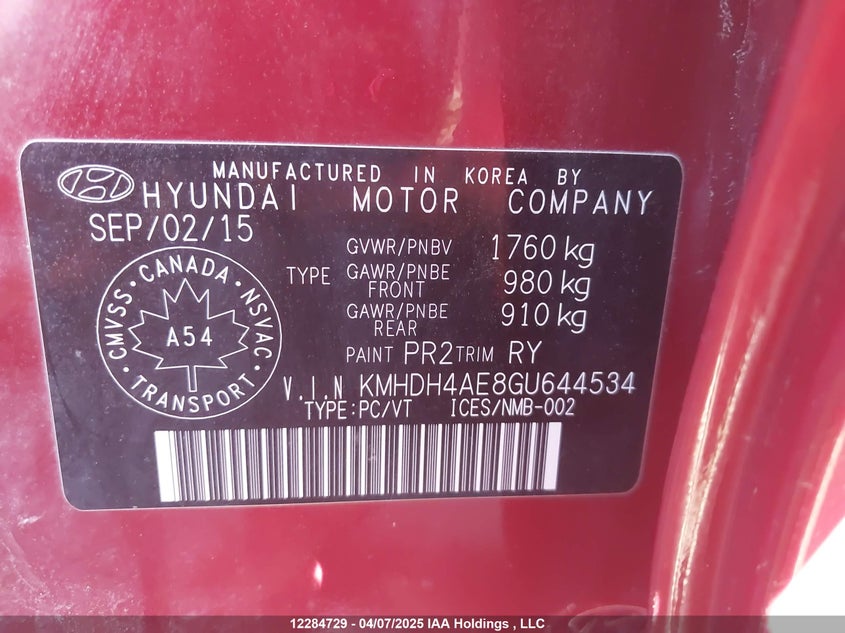 MANUFACTURED IN KOREA BY
HYUNDAI MOTOR COMPANY
SEP/02/15
GVWR/PNBV 1760 kg
TYPE GAWR/PNBE FRONT 980 kg
GAWR/PNBE REAR 910 kg
PAINT PR2 TRIM RY
V.I.N KMHDH4AE8GU644534
TYPE:PC/VT ICES/NMB-002
CANADA
CMVSS NSVAC
A54
TRANSPORT
12284729 - 04/07/2025 IAA Holdings , LLC